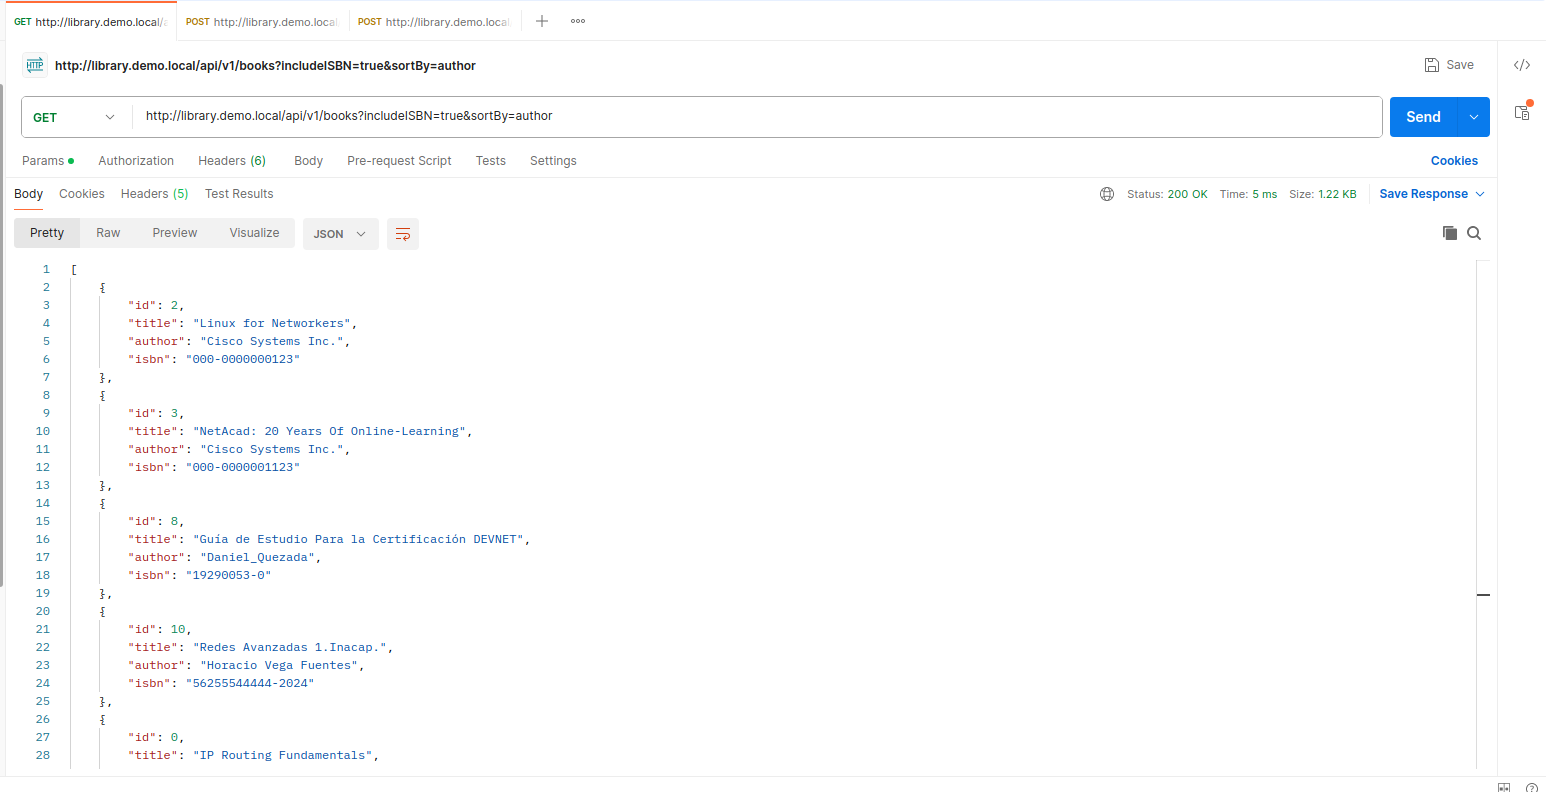 GET http://library.demo.local/a
POST http://library.demo.loca
POST http://library.demo.loca
HTTP http://library.demo.local/api/v1/books?includeISBN=true&sortBy=author
Save
GET http://library.demo.local/api/v1/books?includeISBN=true&sortBy=author
Send
Params Authorization Headers (6) Body Pre-request Script Tests Settings Cookies
Body Cookies Headers (5) Test Results Status: 200 OK Time: 5 ms Size: 1.22 KB Save Response
Pretty Raw Preview Visualize JSON
1 [
2 {
3 "id": 2,
4 "title": "Linux for Networkers",
5 "author": "Cisco Systems Inc.",
6 "isbn": "000-0000000123"
7 },
8 {
9 "id": 3,
10 "title": "NetAcad: 20 Years Of Online-Learning",
11 "author": "Cisco Systems Inc.",
12 "isbn": "000-0000001123"
13 },
14 {
15 "id": 8,
16 "title": "Guía de Estudio Para la Certificación DEVNET",
17 "author": "Daniel_Quezada",
18 "isbn": "19290053-0"
19 },
20 {
21 "id": 10,
22 "title": "Redes Avanzadas 1.Inacap.",
23 "author": "Horacio Vega Fuentes",
24 "isbn": "56255544444-2024"
25 },
26 {
27 "id": 0,
28 "title": "IP Routing Fundamentals",